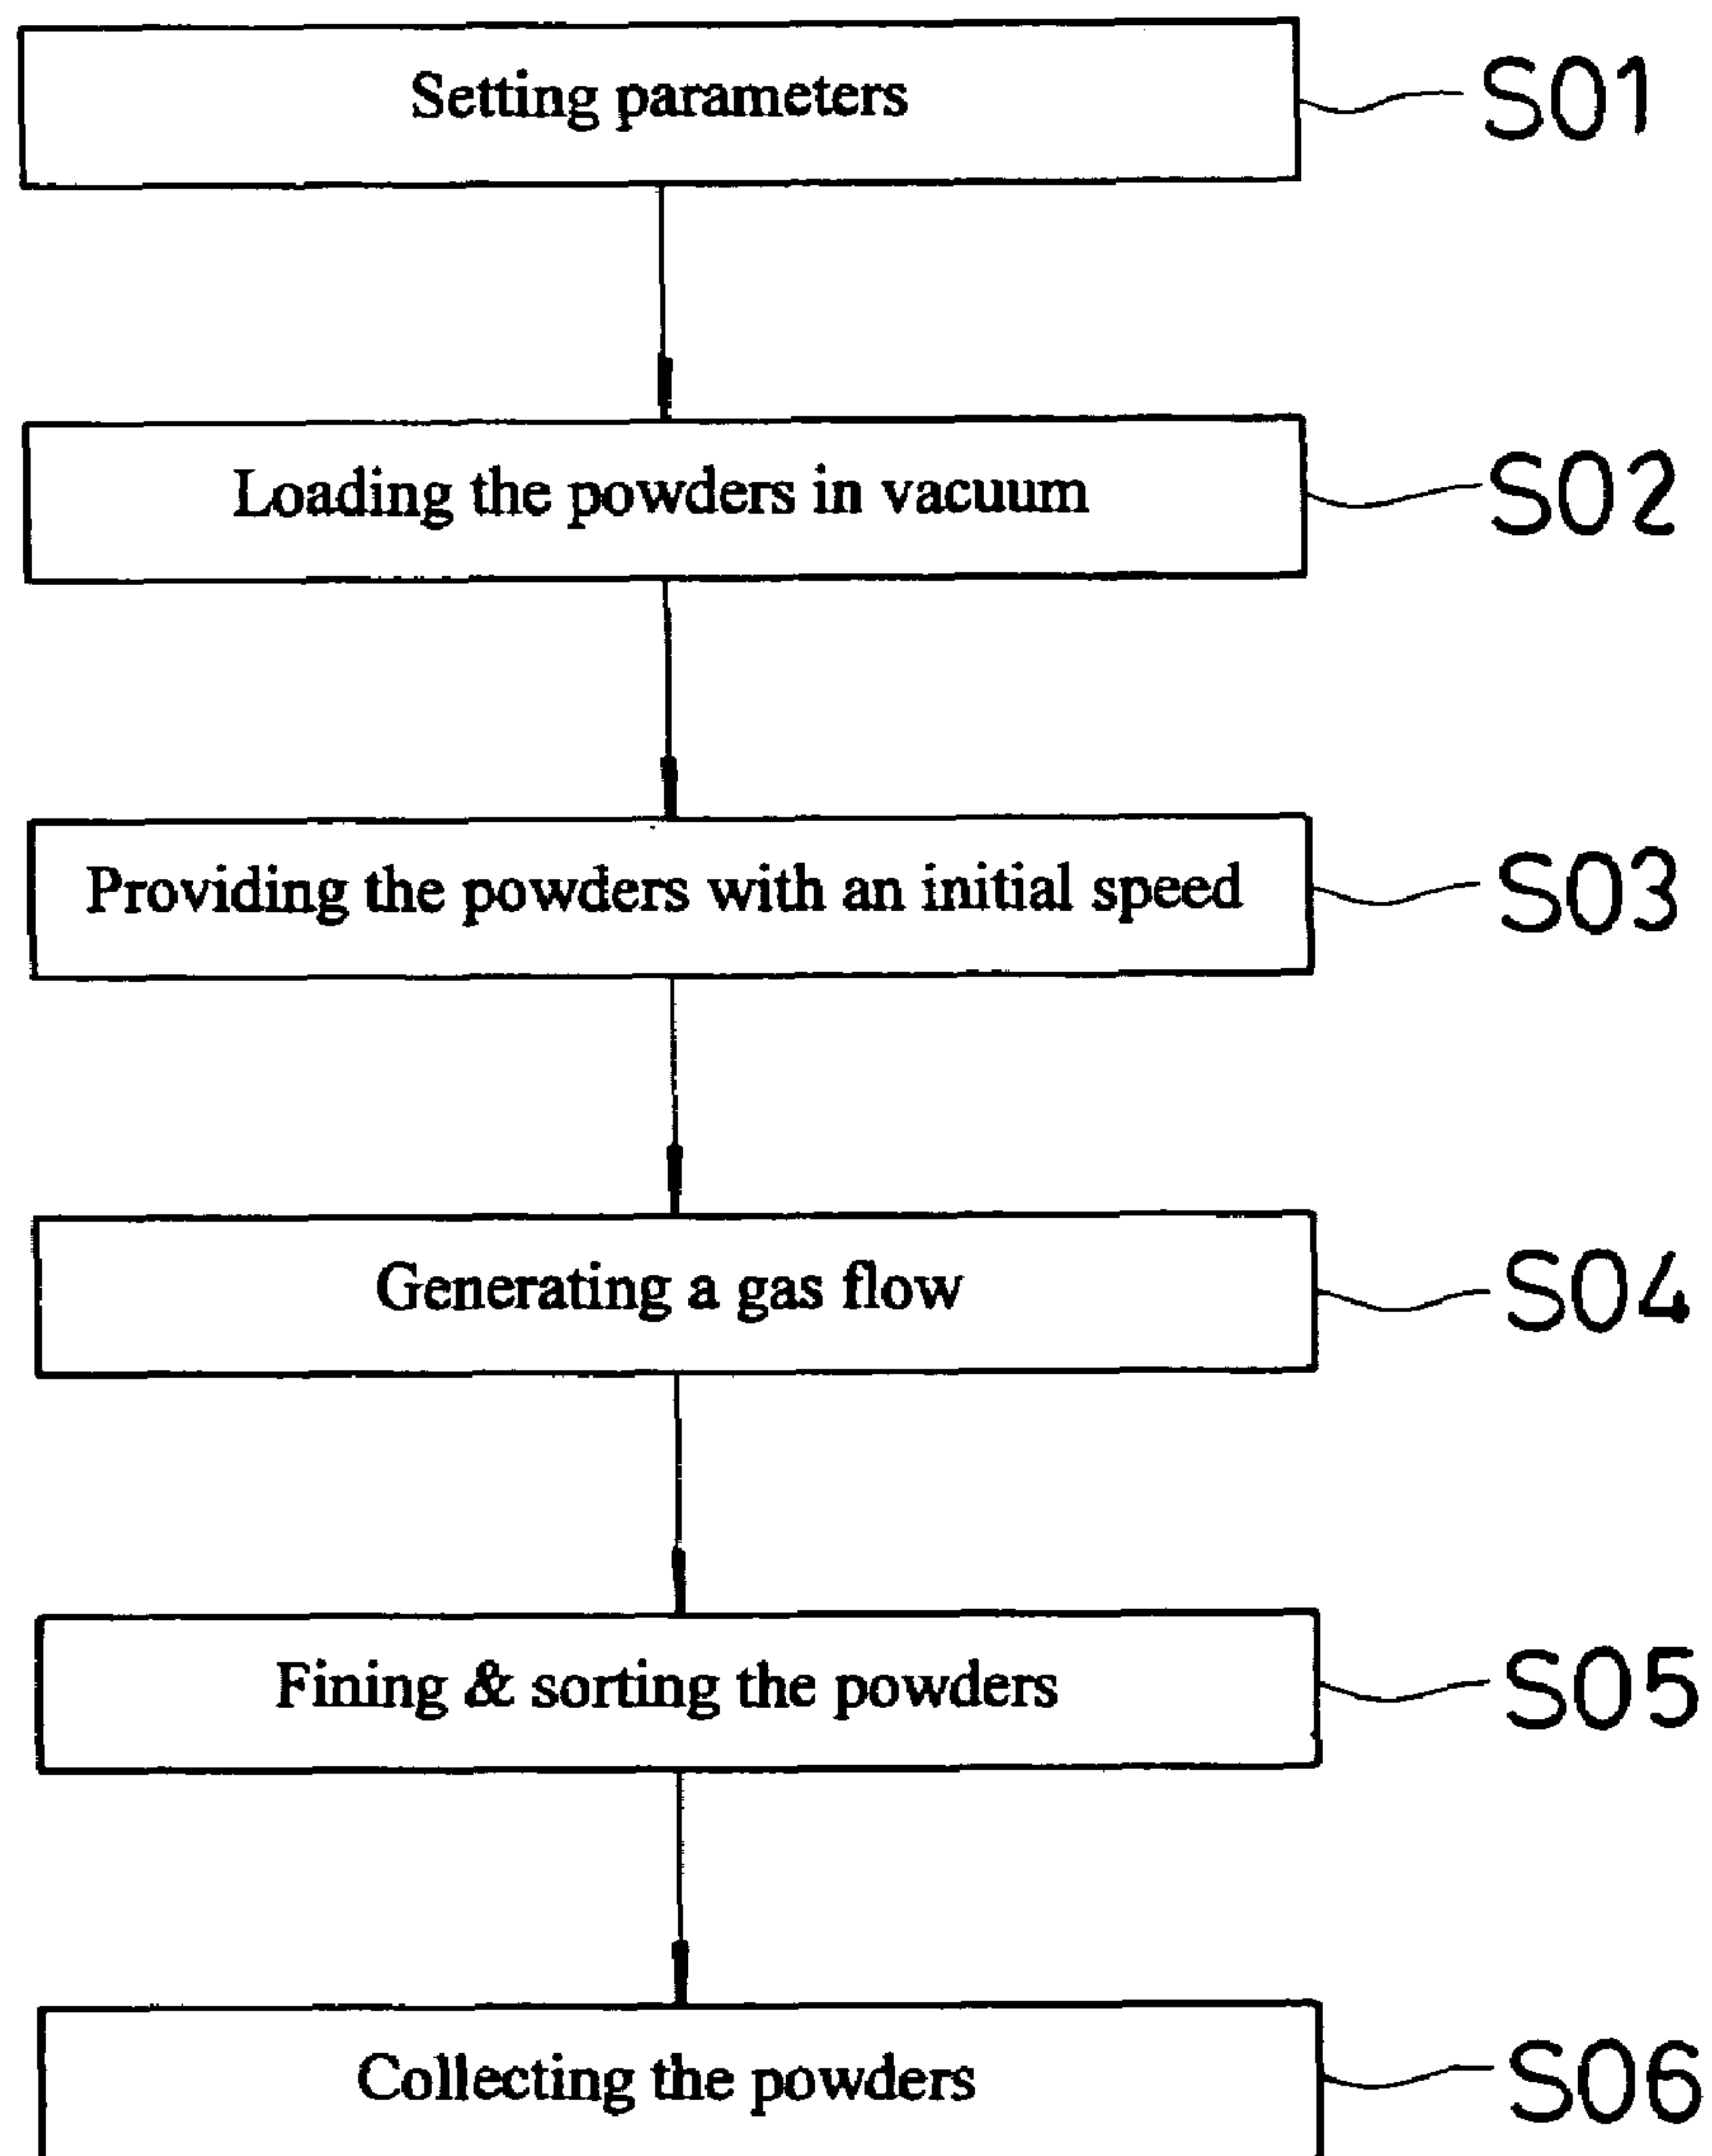 Setting parameters S01
Loading the powders in vacuum S02
Providing the powders with an initial speed S03
Generating a gas flow S04
Fining & sorting the powders S05
Collecting the powders S06